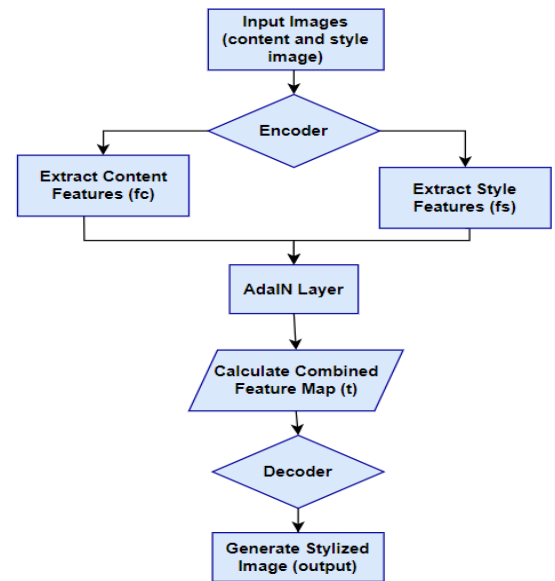 Input Images
(content and style
image)
Encoder
Extract Content
Features (fc)
Extract Style
Features (fs)
AdaIN Layer
Calculate Combined
Feature Map (t)
Decoder
Generate Stylized
Image (output)